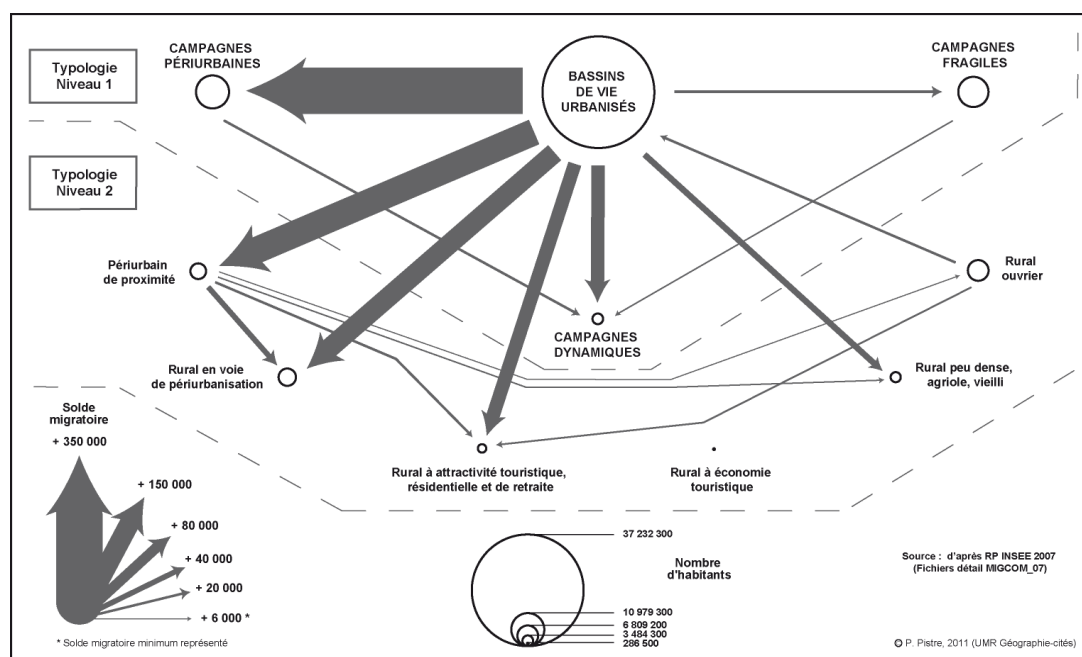 Typologie
Niveau 1
CAMPAGNES
PÉRIURBAINES
BASSINS
DE VIE
URBANISÉS
CAMPAGNES
FRAGILES
Typologie
Niveau 2
Périurbain
de proximité
Rural
ouvrier
CAMPAGNES
DYNAMIQUES
Rural en voie
de périurbanisation
Rural peu dense,
agriole, vieilli
Rural à attractivité touristique,
résidentielle et de retraite
Rural à économie
touristique
Solde
migratoire
+ 350 000
+ 150 000
+ 80 000
+ 40 000
+ 20 000
+ 6 000 *
* Solde migratoire minimum représenté
Nombre
d'habitants
37 232 300
10 979 300
6 809 200
3 484 300
286 500
Source : d'après RP INSEE 2007
(Fichiers détail MIGCOM_07)
© P. Pistre, 2011 (UMR Géographie-cités)